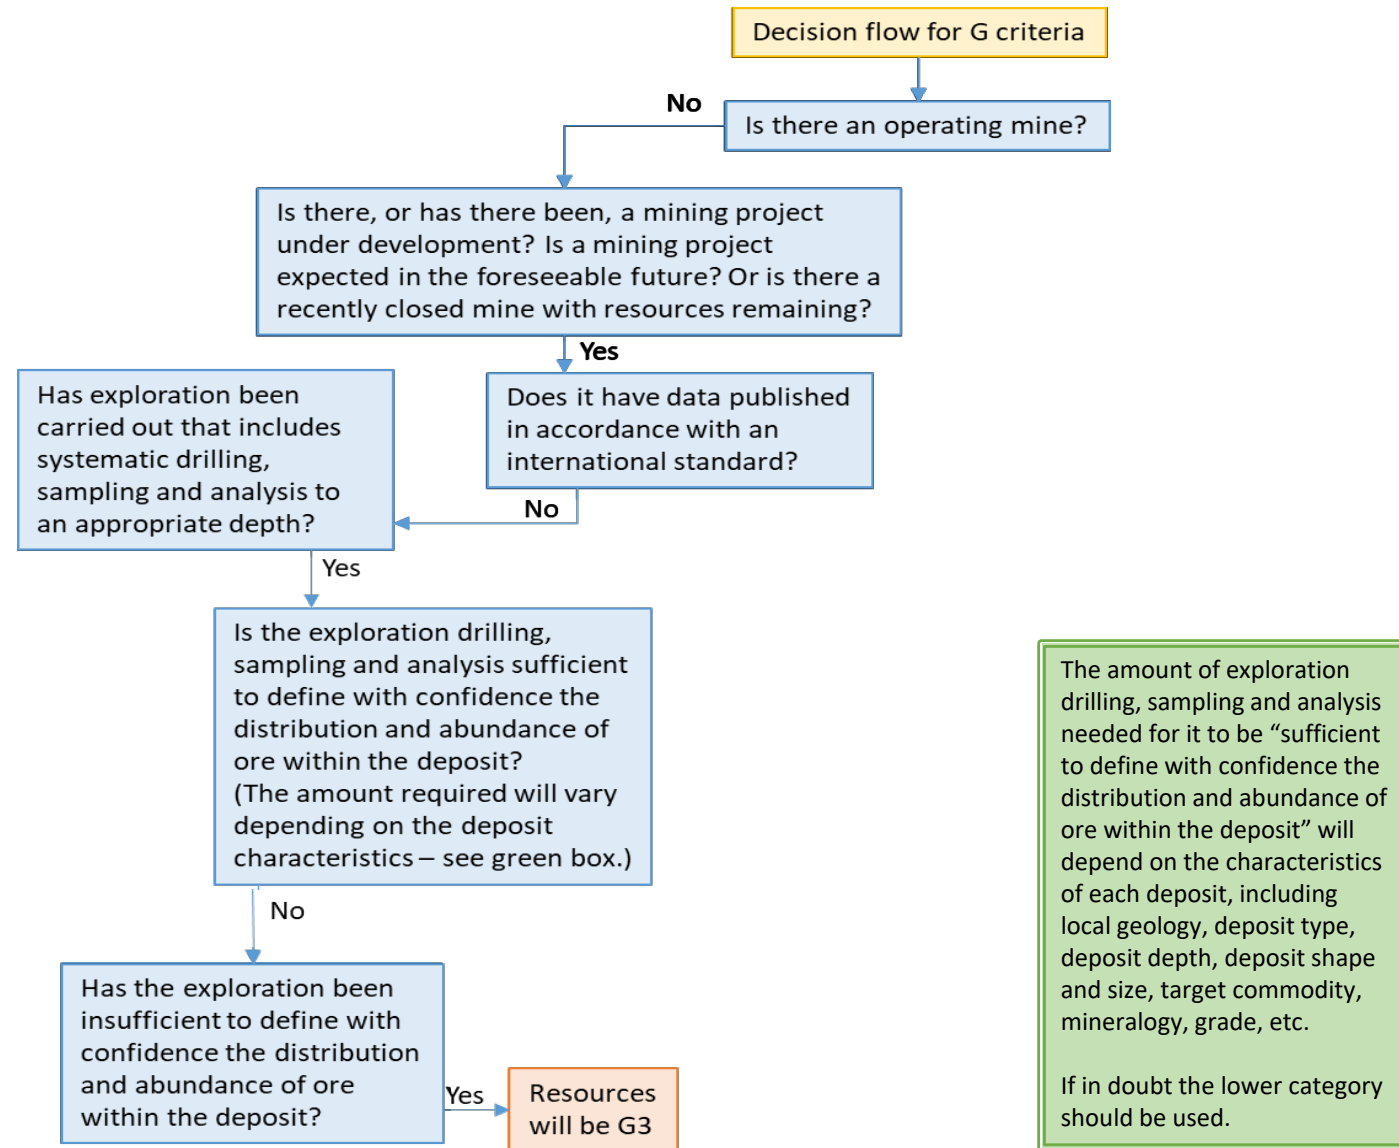 Decision flow for G criteria
Is there an operating mine?
No
Is there, or has there been, a mining project
under development? Is a mining project
expected in the foreseeable future? Or is there a
recently closed mine with resources remaining?
Yes
Does it have data published
in accordance with an
international standard?
No
Has exploration been
carried out that includes
systematic drilling,
sampling and analysis to
an appropriate depth?
Yes
Is the exploration drilling,
sampling and analysis sufficient
to define with confidence the
distribution and abundance of
ore within the deposit?
(The amount required will vary
depending on the deposit
characteristics – see green box.)
No
Has the exploration been
insufficient to define with
confidence the distribution
and abundance of ore
within the deposit?
Yes
Resources
will be G3
The amount of exploration
drilling, sampling and analysis
needed for it to be “sufficient
to define with confidence the
distribution and abundance of
ore within the deposit” will
depend on the characteristics
of each deposit, including
local geology, deposit type,
deposit depth, deposit shape
and size, target commodity,
mineralogy, grade, etc.
If in doubt the lower category
should be used.